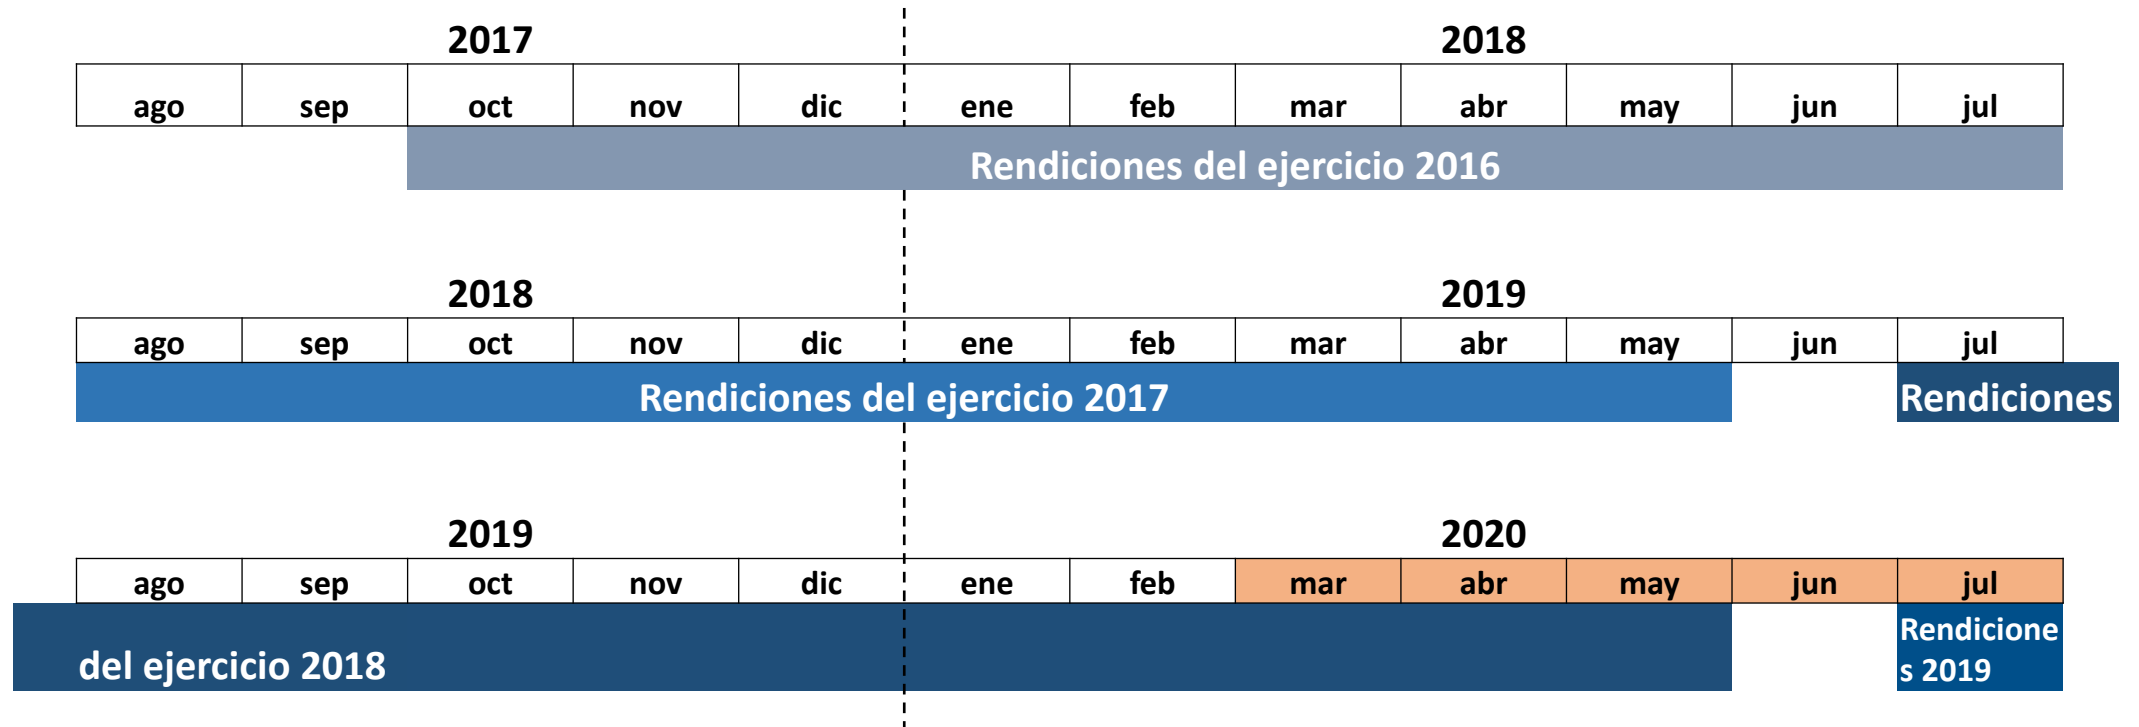 2017 2018
ago sep oct nov dic ene feb mar abr may jun jul
Rendiciones del ejercicio 2016
2018 2019
ago sep oct nov dic ene feb mar abr may jun jul
Rendiciones del ejercicio 2017 Rendiciones
2019 2020
ago sep oct nov dic ene feb mar abr may jun jul
del ejercicio 2018
Rendicione
s 2019